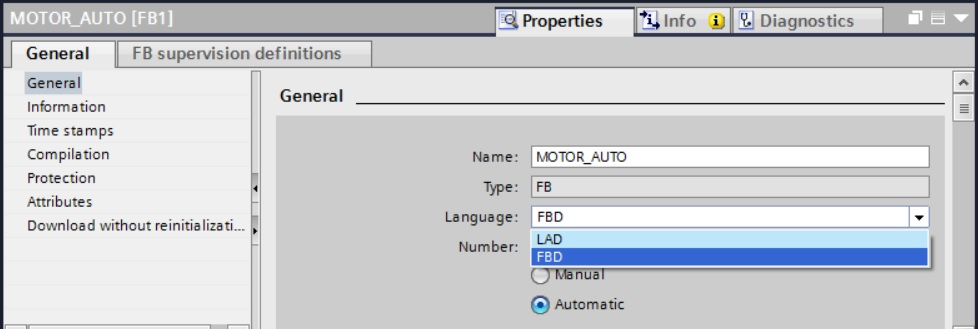 MOTOR_AUTO [FB1]
Properties
Info
Diagnostics
General
FB supervision definitions
General
Information
Time stamps
Compilation
Protection
Attributes
Download without reinitializati...
General
Name: MOTOR_AUTO
Type: FB
Language: FBD
LAD
FBD
Number:
Manual
Automatic